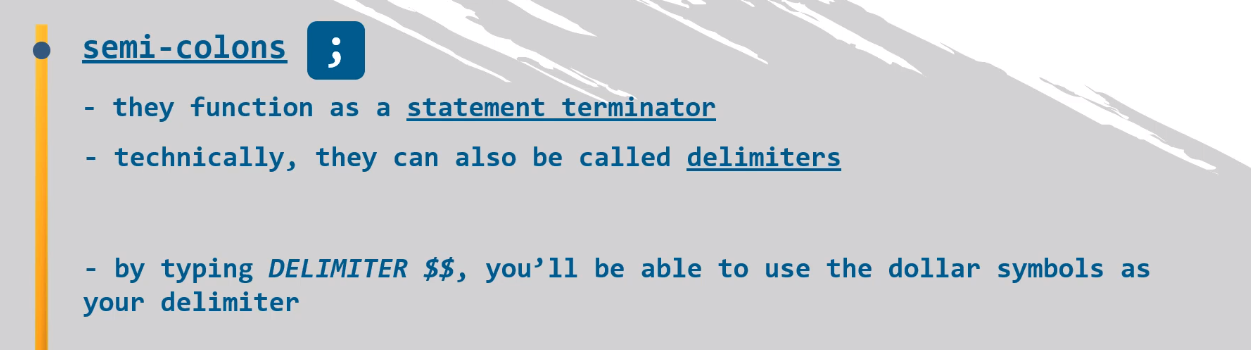 semi-colons ;
- they function as a statement terminator
- technically, they can also be called delimiters
- by typing DELIMITER $$, you’ll be able to use the dollar symbols as
your delimiter